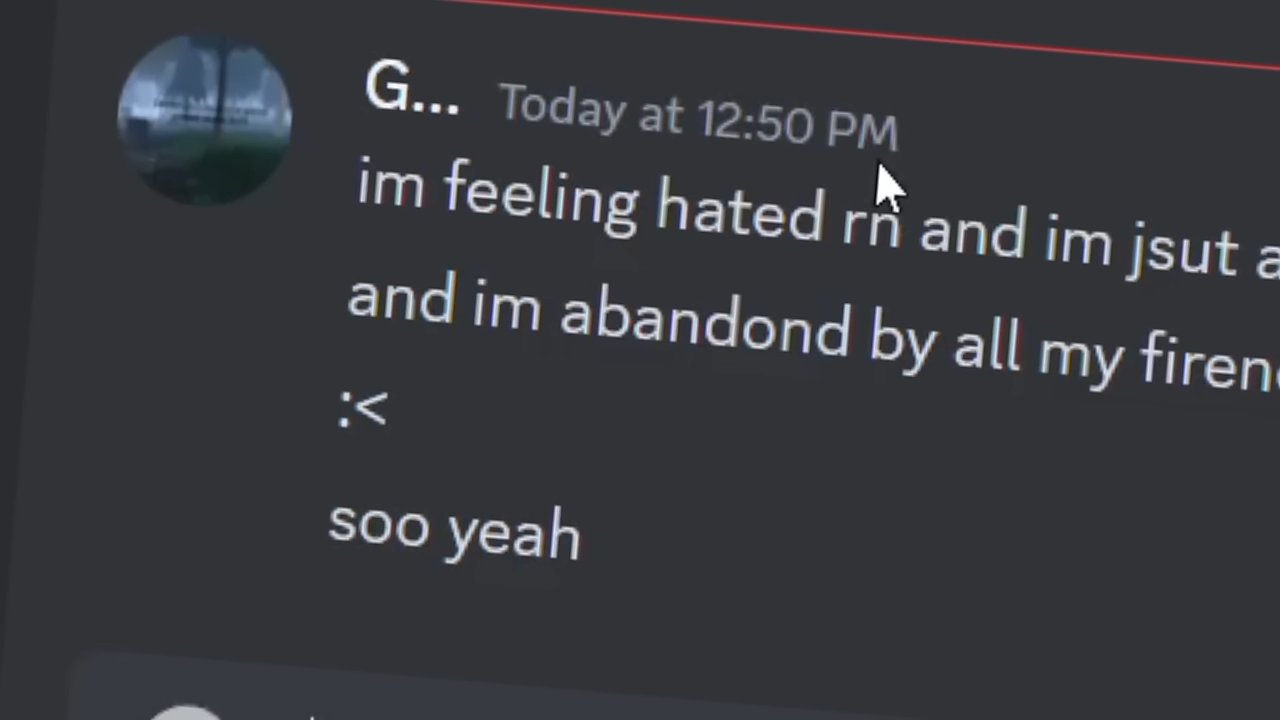 G... Today at 12:50 PM
im feeling hated rn and im jsut
and im abandond by all my
:<
soo yeah